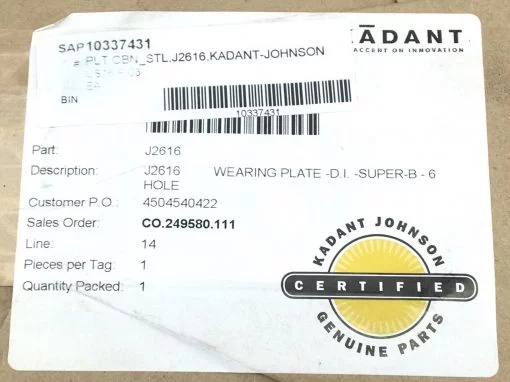 KADANT
ACCENT ON INNOVATION
SAP10337431
PLT CBN_STL,J2616,KADANT-JOHNSON
EA
BIN
10337431
Part: J2616
Description: J2616 WEARING PLATE -D.I. -SUPER-B - 6
HOLE
Customer P.O.: 4504540422
Sales Order: CO.249580.111
Line: 14
Pieces per Tag: 1
Quantity Packed: 1
KADANT JOHNSON
CERTIFIED
GENUINE PARTS